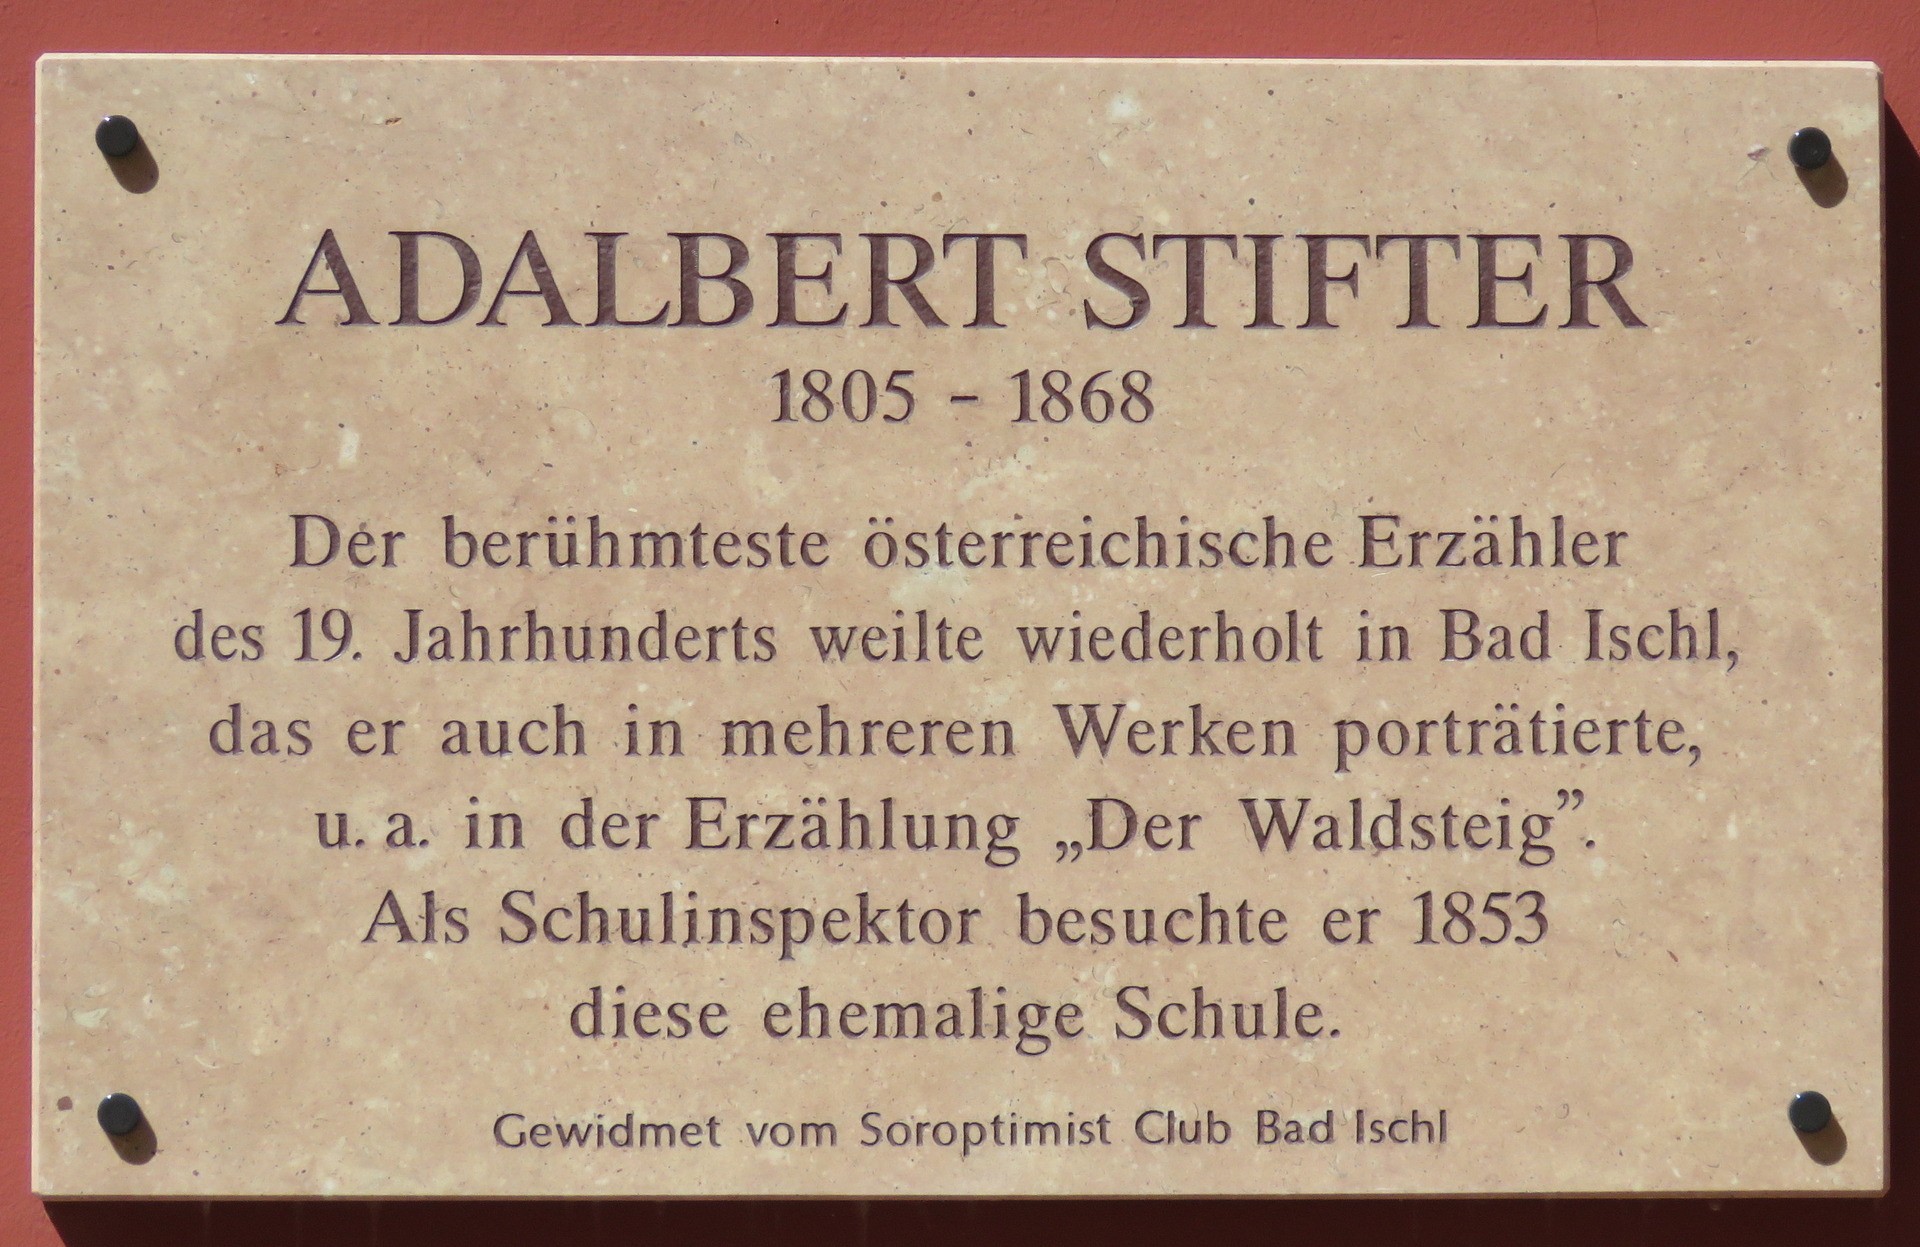 ADALBERT STIFTER
1805 - 1868
Der berühmteste österreichische Erzähler
des 19. Jahrhunderts weilte wiederholt in Bad Ischl,
das er auch in mehreren Werken porträtierte,
u. a. in der Erzählung „Der Waldsteig”.
Als Schulinspektor besuchte er 1853
diese ehemalige Schule.
Gewidmet vom Soroptimist Club Bad Ischl